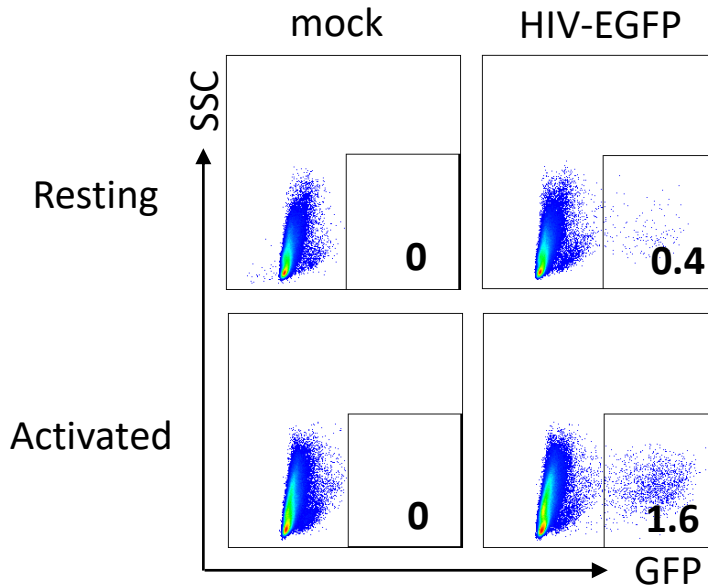 mock HIV-EGFP
SSC
Resting
0 0.4
Activated
0 1.6
GFP